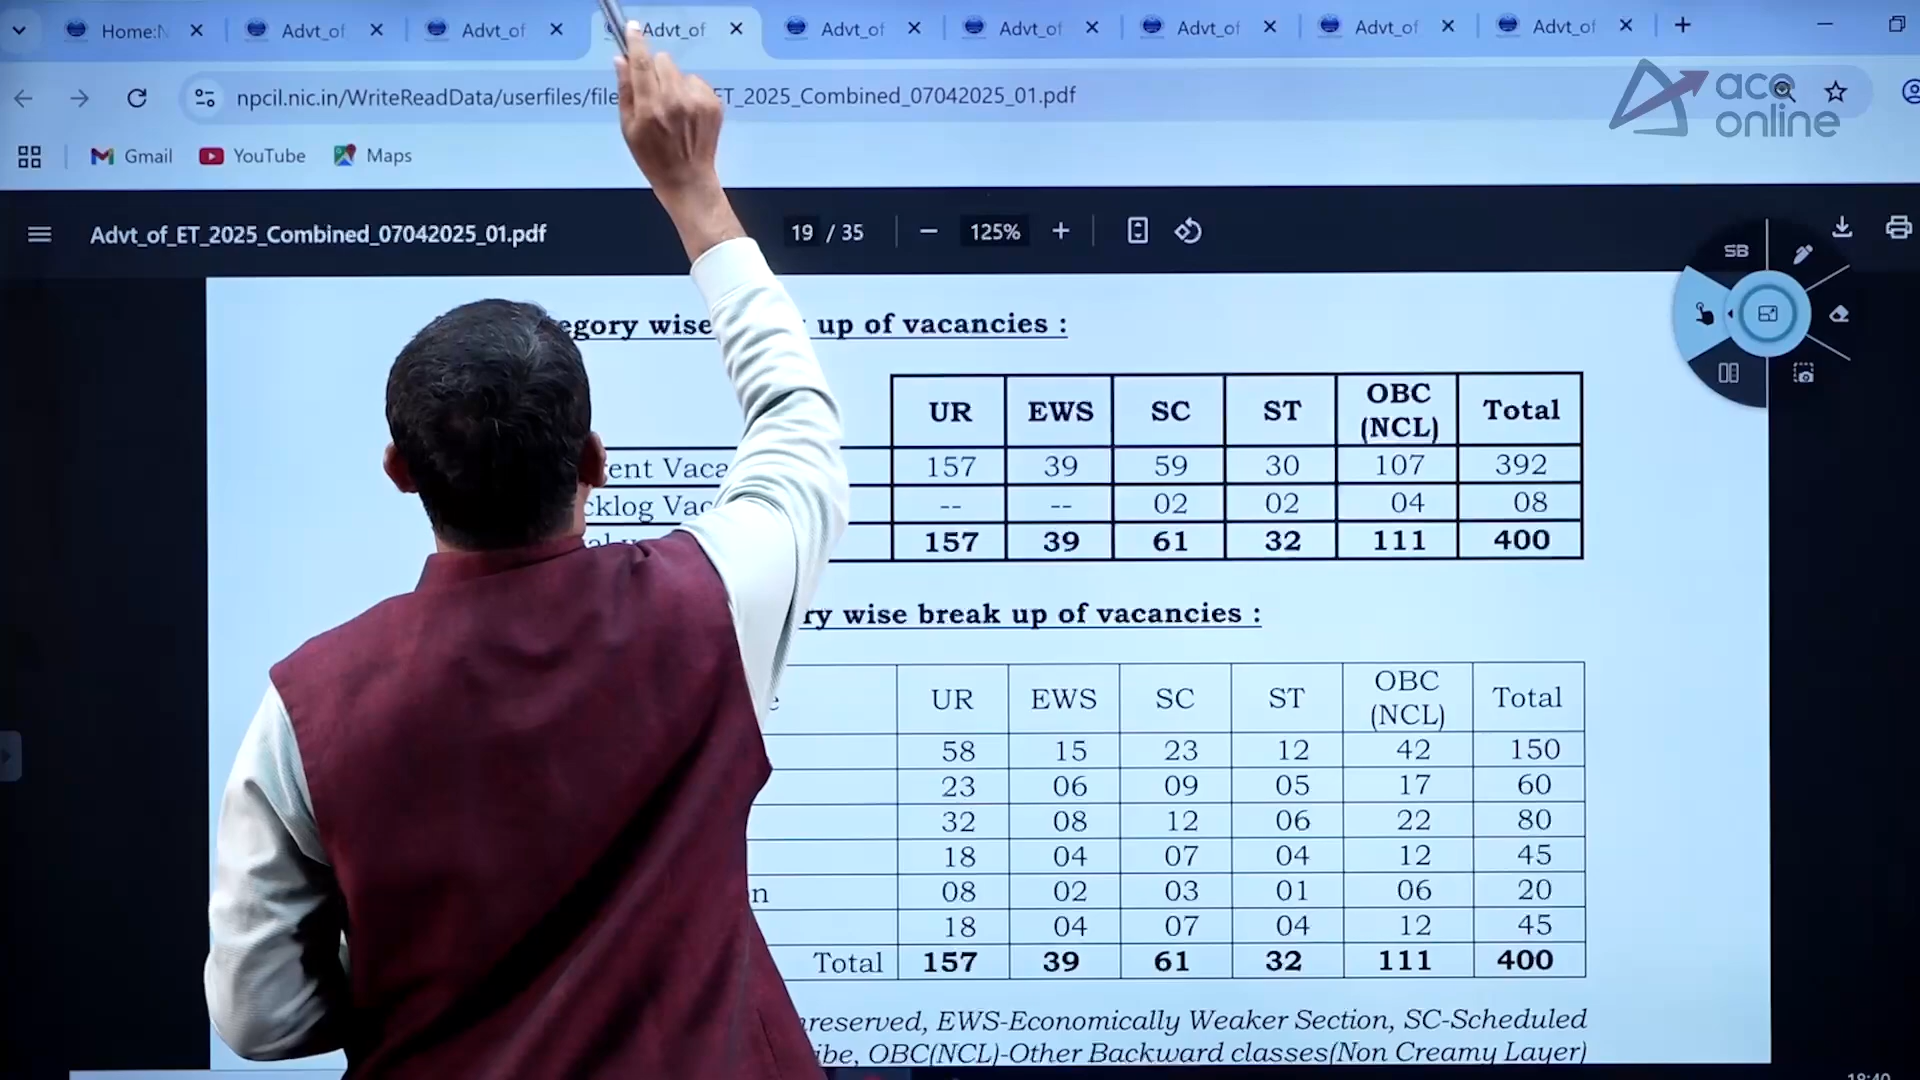 Home:N Advt_of Advt_of Advt_of Advt_of Advt_of Advt_of Advt_of Advt_of
npcil.nic.in/WriteReadData/userfiles/file ET_2025_Combined_07042025_01.pdf
ace
online
Gmail YouTube Maps
Advt_of_ET_2025_Combined_07042025_01.pdf 19 / 35 125%
SB
egory wise up of vacancies :
UR EWS SC ST OBC (NCL) Total
rent Vaca 157 39 59 30 107 392
cklog Vac -- -- 02 02 04 08
157 39 61 32 111 400
ry wise break up of vacancies :
e UR EWS SC ST OBC (NCL) Total
58 15 23 12 42 150
23 06 09 05 17 60
32 08 12 06 22 80
18 04 07 04 12 45
n 08 02 03 01 06 20
18 04 07 04 12 45
Total 157 39 61 32 111 400
nreserved, EWS-Economically Weaker Section, SC-Scheduled
ibe, OBC(NCL)-Other Backward classes(Non Creamy Layer)